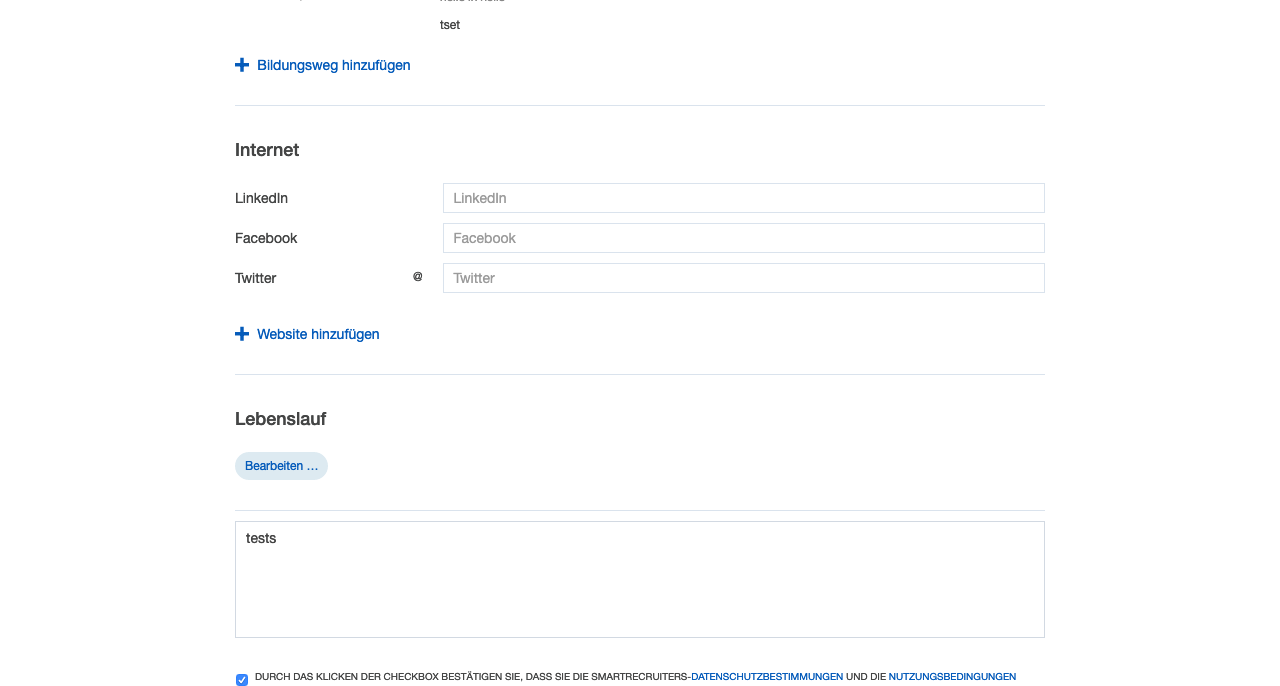 tset
Bildungsweg hinzufügen
Internet
LinkedIn LinkedIn
Facebook Facebook
Twitter @ Twitter
Website hinzufügen
Lebenslauf
Bearbeiten ...
tests
DURCH DAS KLICKEN DER CHECKBOX BESTÄTIGEN SIE, DASS SIE DIE SMARTRECRUITERS-DATENSCHUTZBESTIMMUNGEN UND DIE NUTZUNGSBEDINGUNGEN